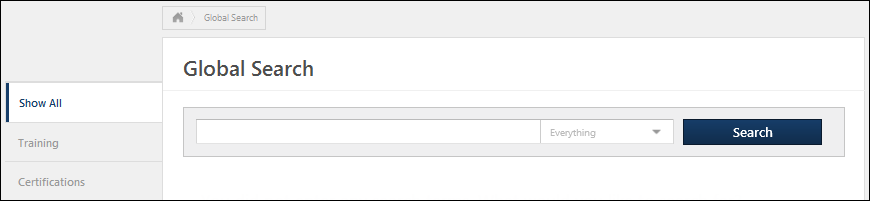 Global Search
Global Search
Show All
Everything
Search
Training
Certifications